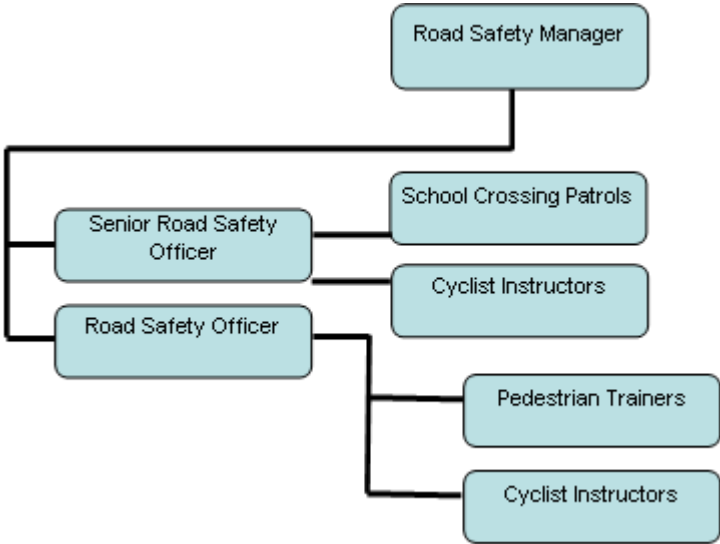 Road Safety Manager
School Crossing Patrols
Senior Road Safety
Officer
Cyclist Instructors
Road Safety Officer
Pedestrian Trainers
Cyclist Instructors